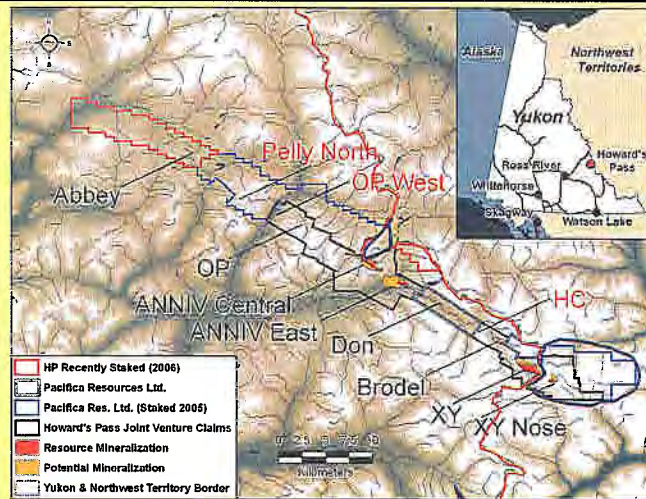 Alaska
Northwest
Territories
Yukon
Ross River
Howard's
Pass
Whitehorse
Skagway
Watson Lake
Pelly North
Abbey
OP West
OP
ANNIV Central
ANNIV East
HC
Don
Brodel
XY
XY Nose
HP Recently Staked (2006)
Pacifica Resources Ltd.
Pacifica Res. Ltd. (Staked 2005)
Howard's Pass Joint Venture Claims
Resource Mineralization
Potential Mineralization
Yukon & Northwest Territory Border
Kilometers